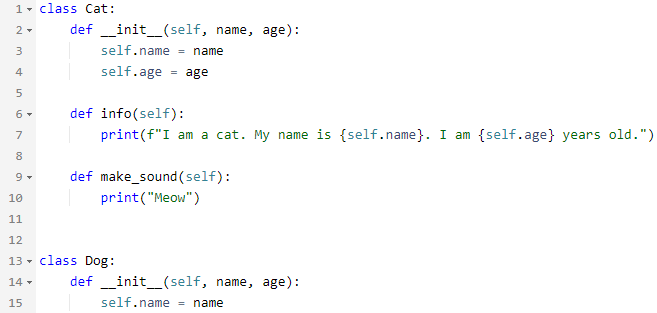 1 class Cat:
2     def __init__(self, name, age):
3         self.name = name
4         self.age = age
5
6     def info(self):
7         print(f"I am a cat. My name is {self.name}. I am {self.age} years old.")
8
9     def make_sound(self):
10         print("Meow")
11
12
13 class Dog:
14     def __init__(self, name, age):
15         self.name = name